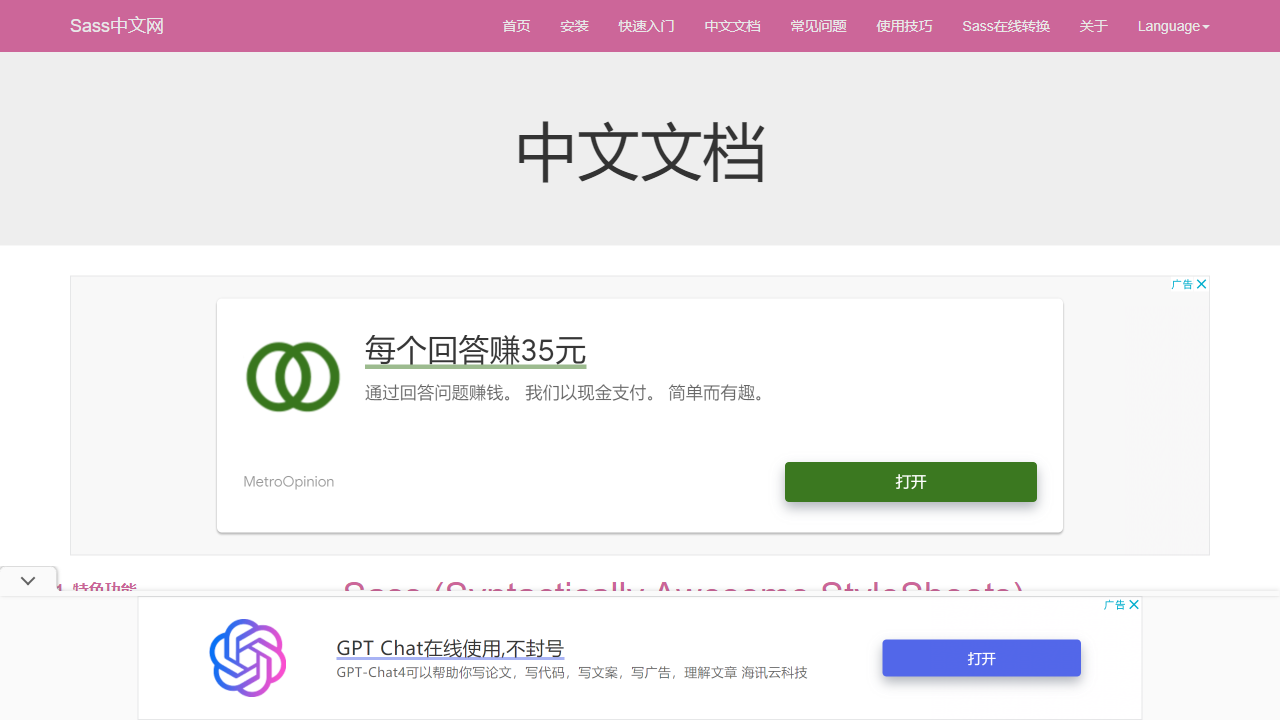 Sass中文网 首页 安装 快速入门 中文文档 常见问题 使用技巧 Sass在线转换 关于 Language
中文文档
广告
每个回答赚35元
通过回答问题赚钱。 我们以现金支付。 简单而有趣。
MetroOpinion 打开
1. 特色功能 Sass (Syntactically Awesome StyleSheets)
广告
GPT Chat在线使用,不封号
GPT-Chat4可以帮助你写论文，写代码，写文案，写广告，理解文章 海讯云科技
打开